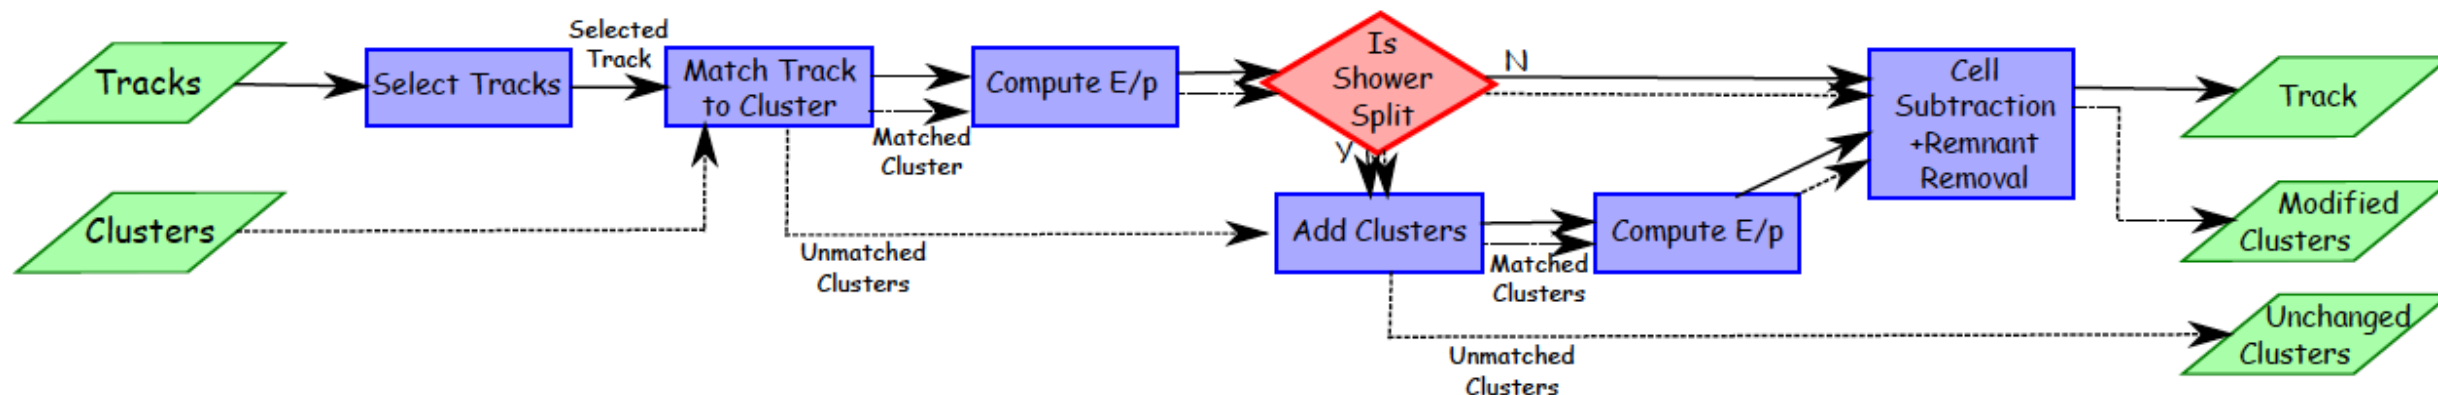 Tracks
Select Tracks
Selected
Track
Match Track
to Cluster
Matched
Cluster
Compute E/p
Is
Shower
Split
N
Y
Cell
Subtraction
+Remnant
Removal
Track
Clusters
Unmatched
Clusters
Add Clusters
Matched
Clusters
Compute E/p
Modified
Clusters
Unmatched
Clusters
Unchanged
Clusters